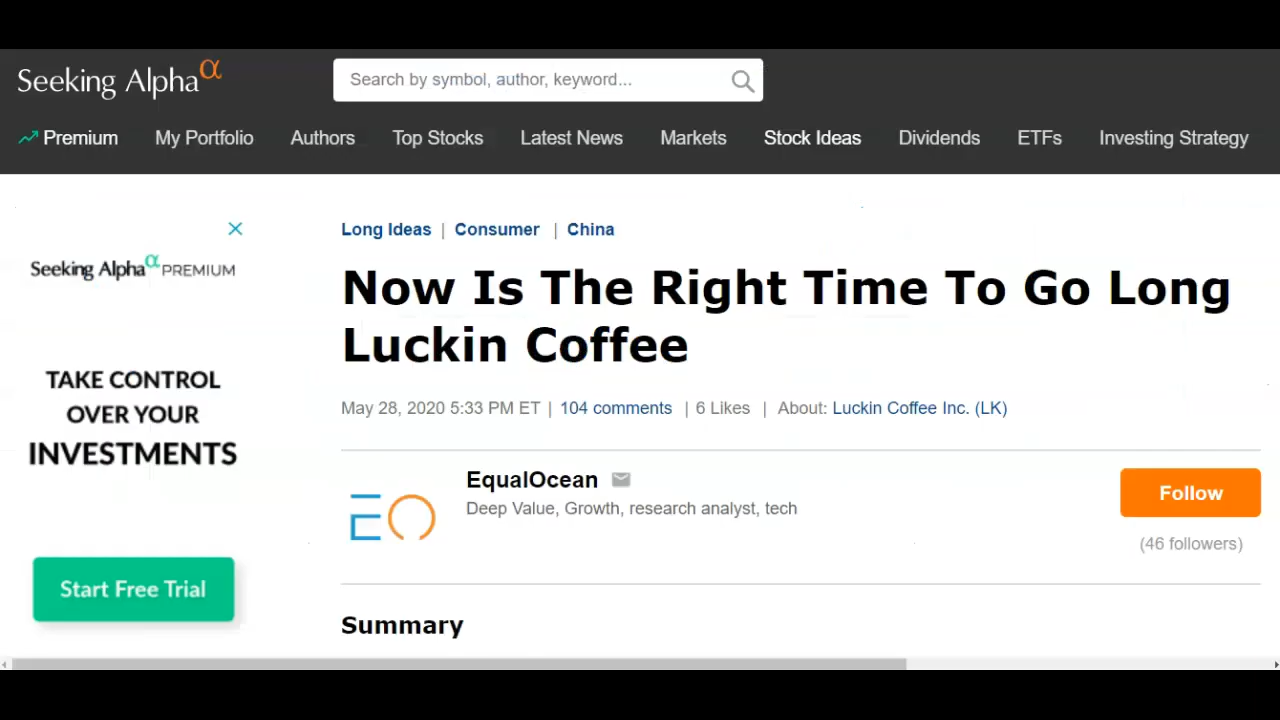 Seeking Alpha α
Search by symbol, author, keyword...
Premium My Portfolio Authors Top Stocks Latest News Markets Stock Ideas Dividends ETFs Investing Strategy
Seeking Alpha α PREMIUM
TAKE CONTROL
OVER YOUR
INVESTMENTS
Start Free Trial
Long Ideas | Consumer | China
Now Is The Right Time To Go Long
Luckin Coffee
May 28, 2020 5:33 PM ET | 104 comments | 6 Likes | About: Luckin Coffee Inc. (LK)
EO
EqualOcean
Deep Value, Growth, research analyst, tech
Follow
(46 followers)
Summary